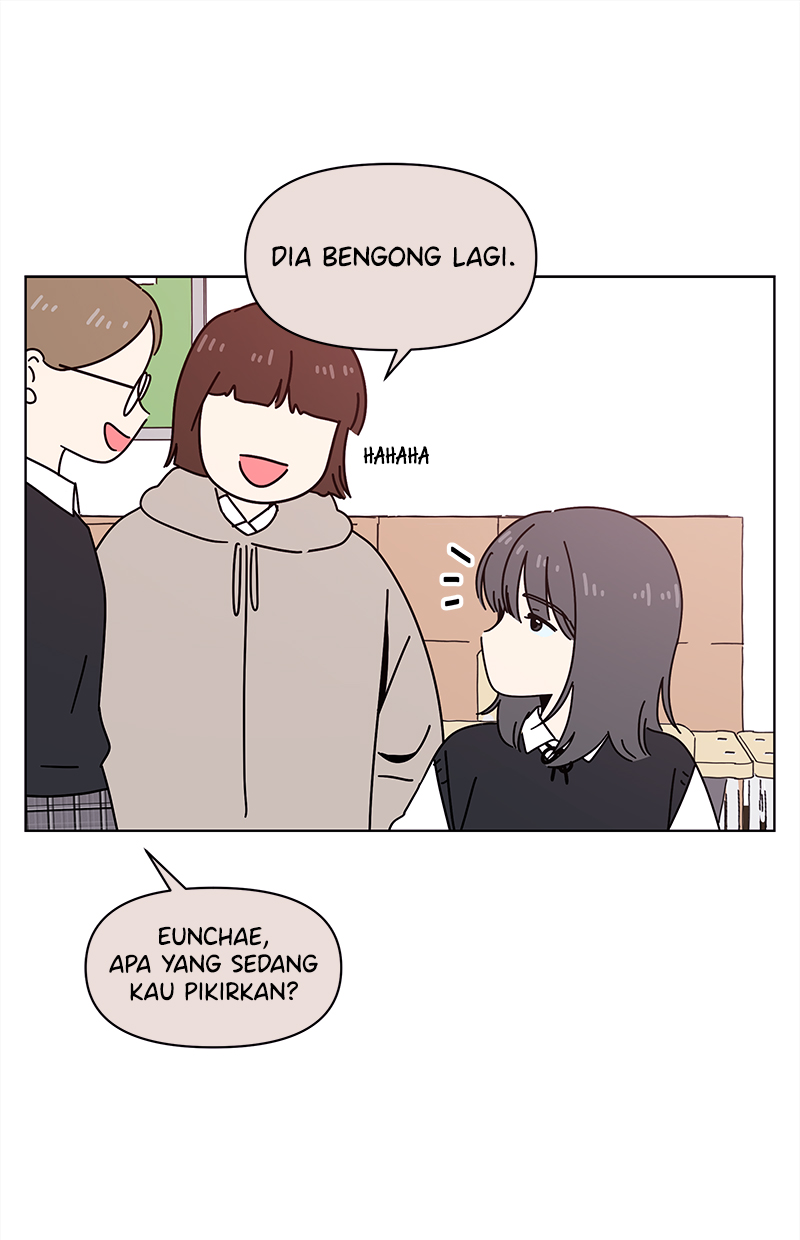 DIA BENGONG LAGI.
HAHAHA
EUNCHAE,
APA YANG SEDANG
KAU PIKIRKAN?